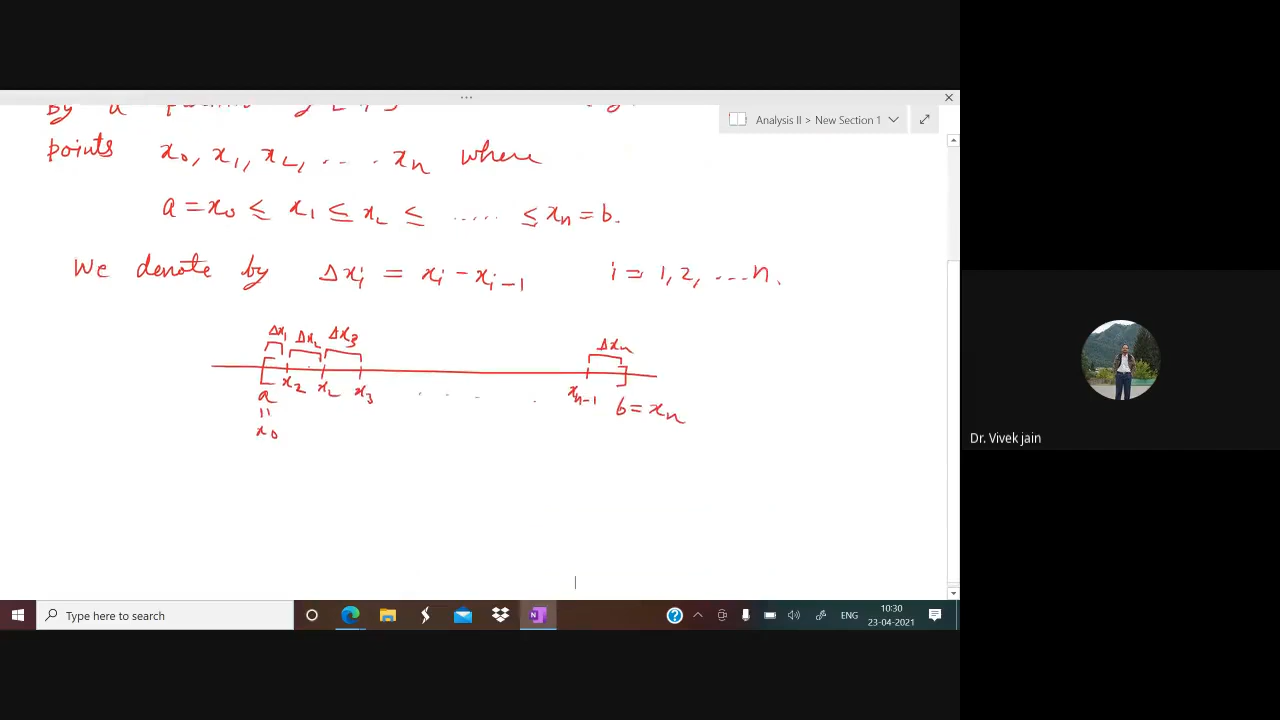 By a
Analysis II > New Section 1
points x₀, x₁, x₂, ... . xₙ where
a = x₀ ≤ x₁ ≤ x₂ ≤ ..... ≤ xₙ = b.
We denote by Δxᵢ = xᵢ - xᵢ₋₁ i = 1, 2, ...n.
Δx₁ Δx₂ Δx₃ Δxₙ
a x₂ x₂ x₃ . . . . xₙ₋₁ b = xₙ
॥
x₀
Dr. Vivek jain
Type here to search
ENG
10:30
23-04-2021